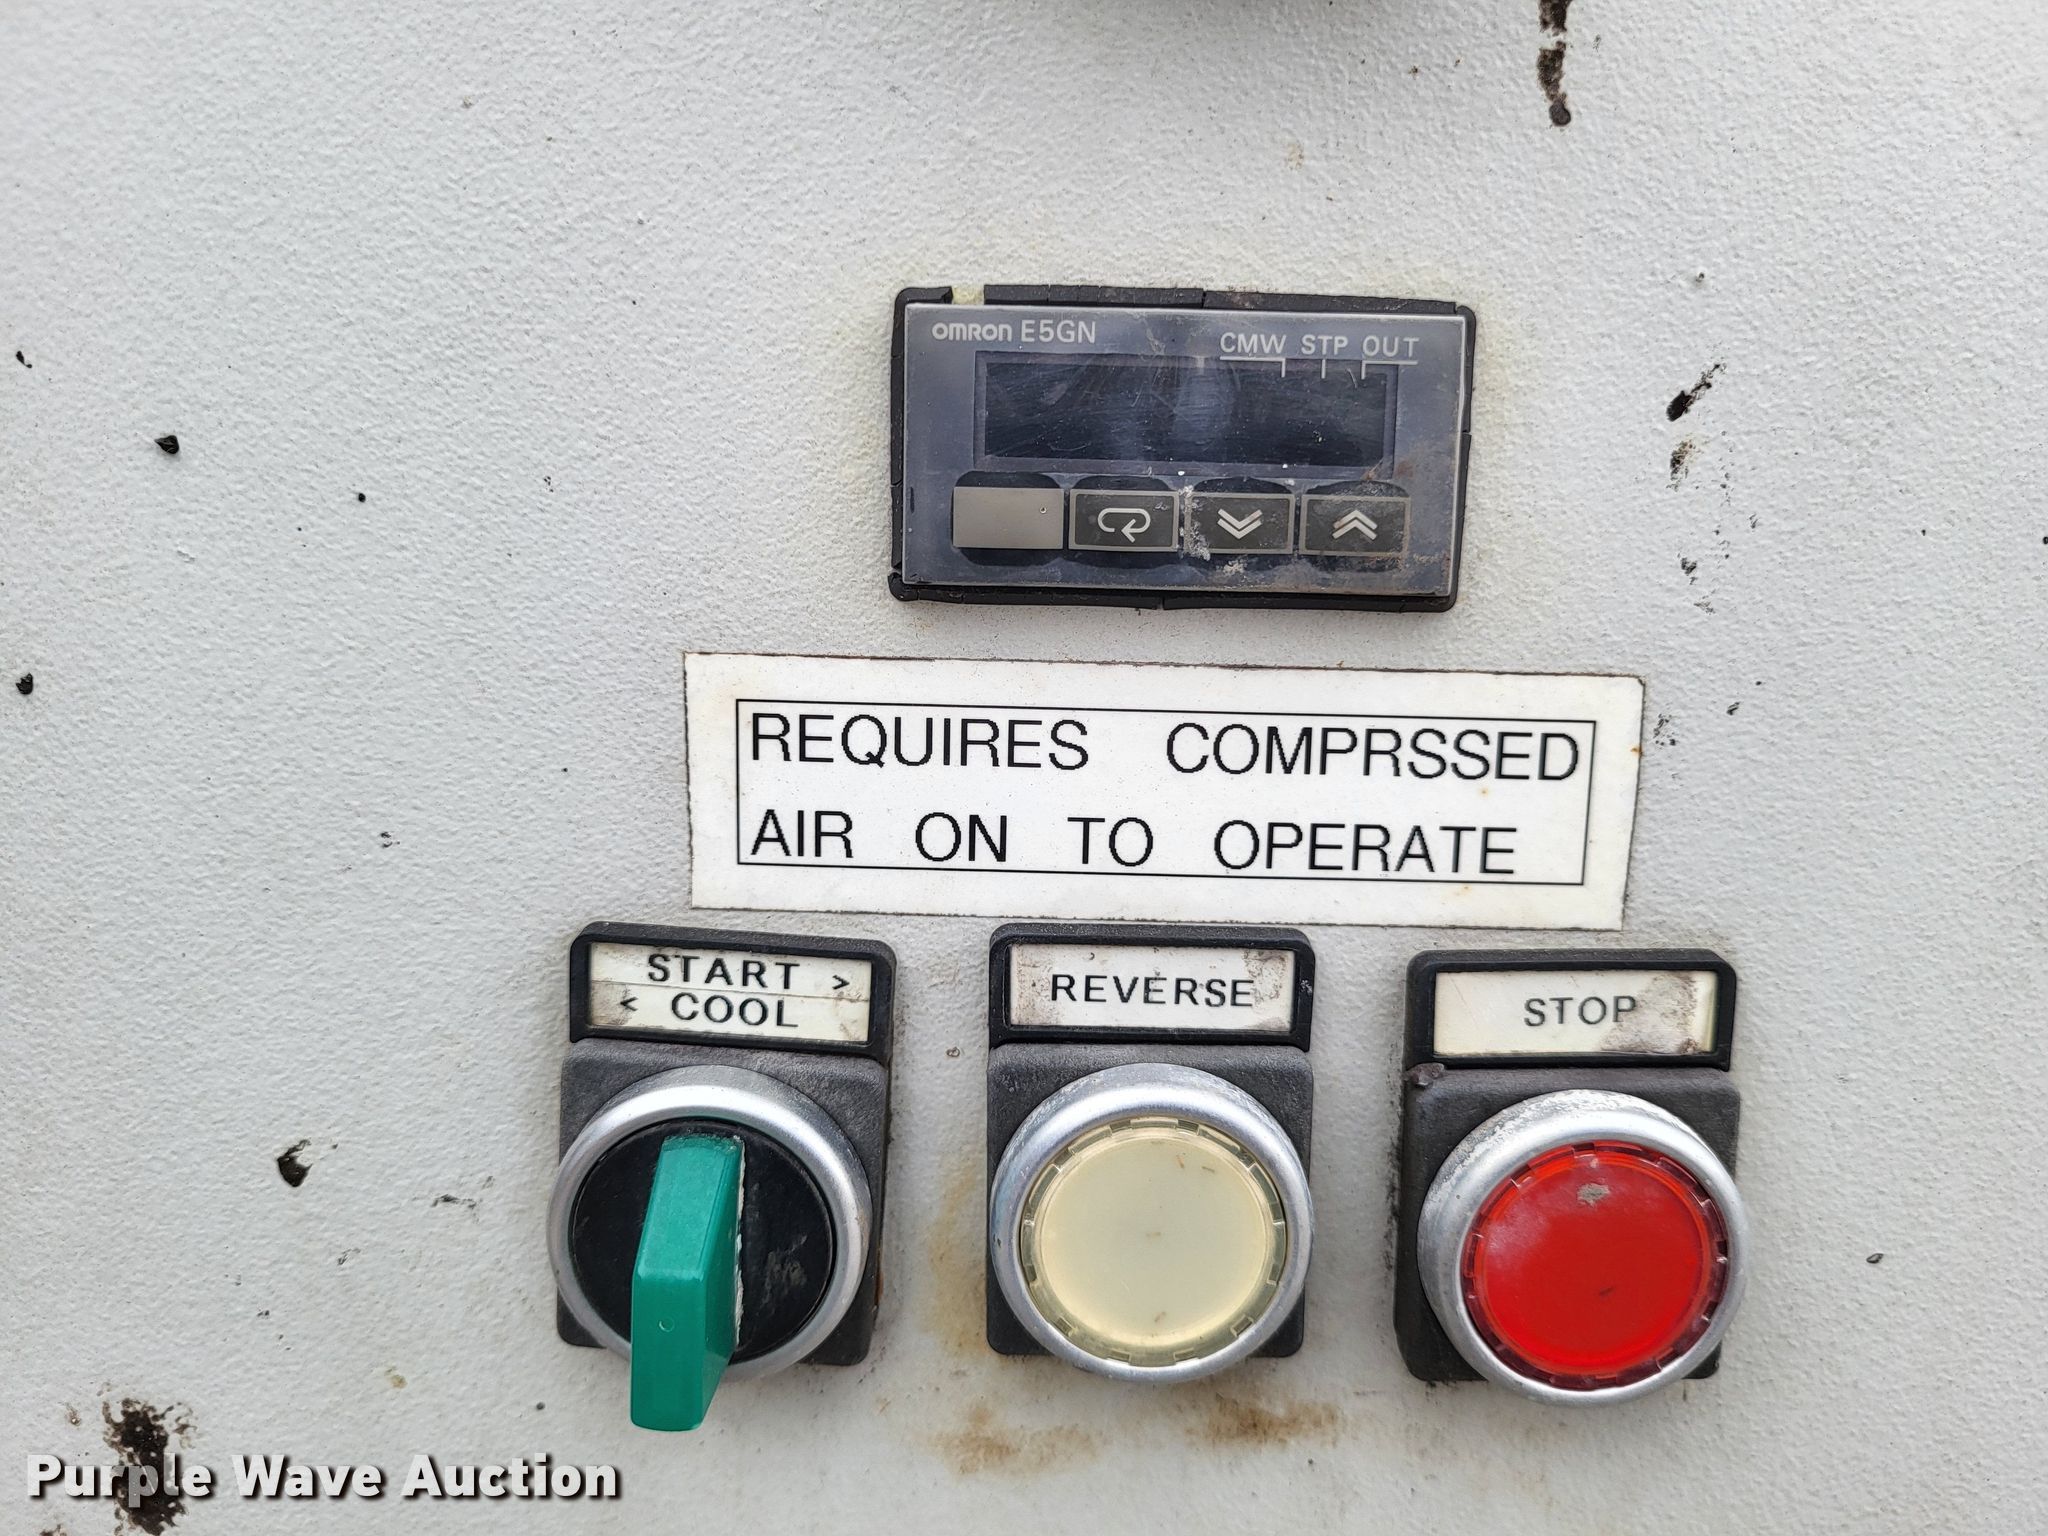 omron E5GN
CMW STP OUT
REQUIRES COMPRSSED
AIR ON TO OPERATE
START >
< COOL
REVERSE
STOP
Purple Wave Auction